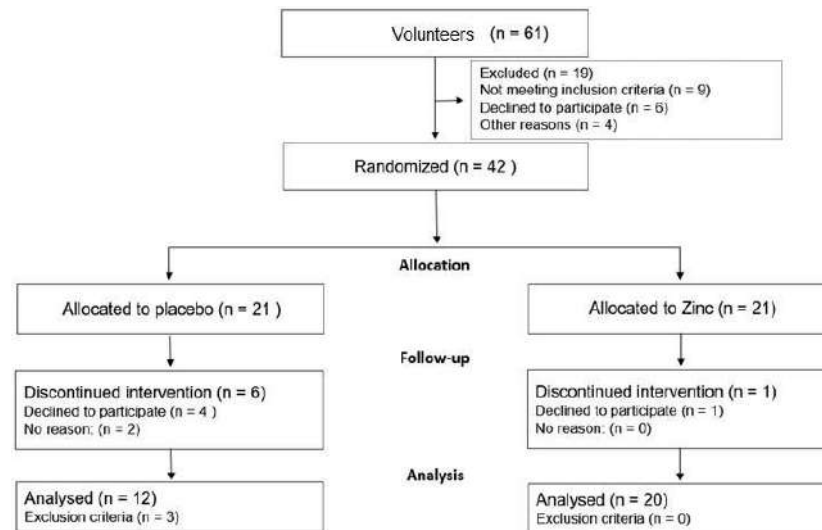 Volunteers (n = 61)
Excluded (n = 19)
Not meeting inclusion criteria (n = 9)
Declined to participate (n = 6)
Other reasons (n = 4)
Randomized (n = 42 )
Allocation
Allocated to placebo (n = 21 )
Allocated to Zinc (n = 21)
Follow-up
Discontinued intervention (n = 6)
Declined to participate (n = 4 )
No reason: (n = 2)
Discontinued intervention (n = 1)
Declined to participate (n = 1)
No reason: (n = 0)
Analysis
Analysed (n = 12)
Exclusion criteria (n = 3)
Analysed (n = 20)
Exclusion criteria (n = 0)